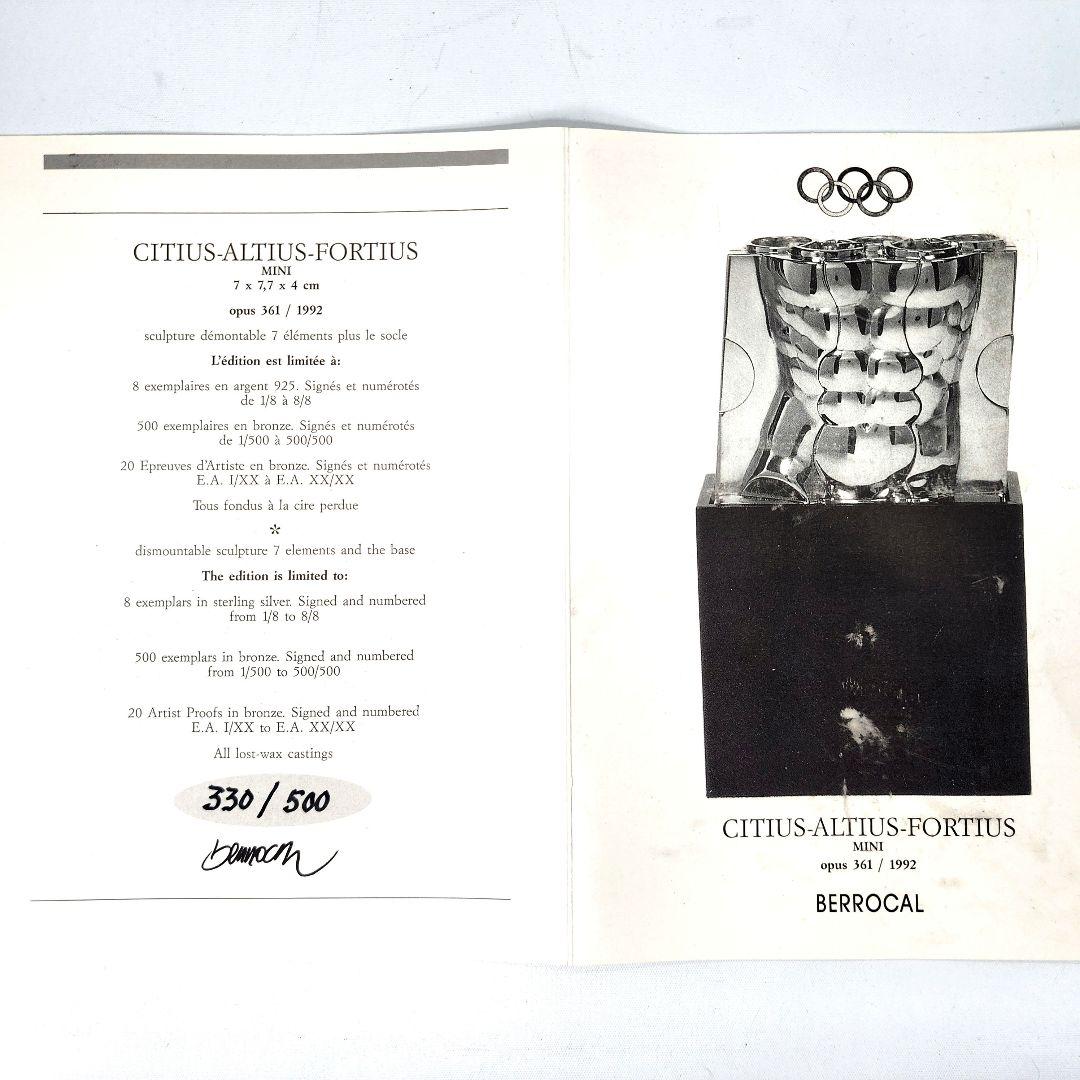 CITIUS-ALTIUS-FORTIUS
MINI
7 x 7,7 x 4 cm
opus 361 / 1992
sculpture démontable 7 éléments plus le socle
L'édition est limitée à:
8 exemplaires en argent 925. Signés et numérotés
de 1/8 à 8/8
500 exemplaires en bronze. Signés et numérotés
de 1/500 à 500/500
20 Epreuves d'Artiste en bronze. Signés et numérotés
E.A. I/XX à E.A. XX/XX
Tous fondus à la cire perdue
*
dismountable sculpture 7 elements and the base
The edition is limited to:
8 exemplars in sterling silver. Signed and numbered
from 1/8 to 8/8
500 exemplars in bronze. Signed and numbered
from 1/500 to 500/500
20 Artist Proofs in bronze. Signed and numbered
E.A. I/XX to E.A. XX/XX
All lost-wax castings
330/500
Berrocal
CITIUS-ALTIUS-FORTIUS
MINI
opus 361 / 1992
BERROCAL